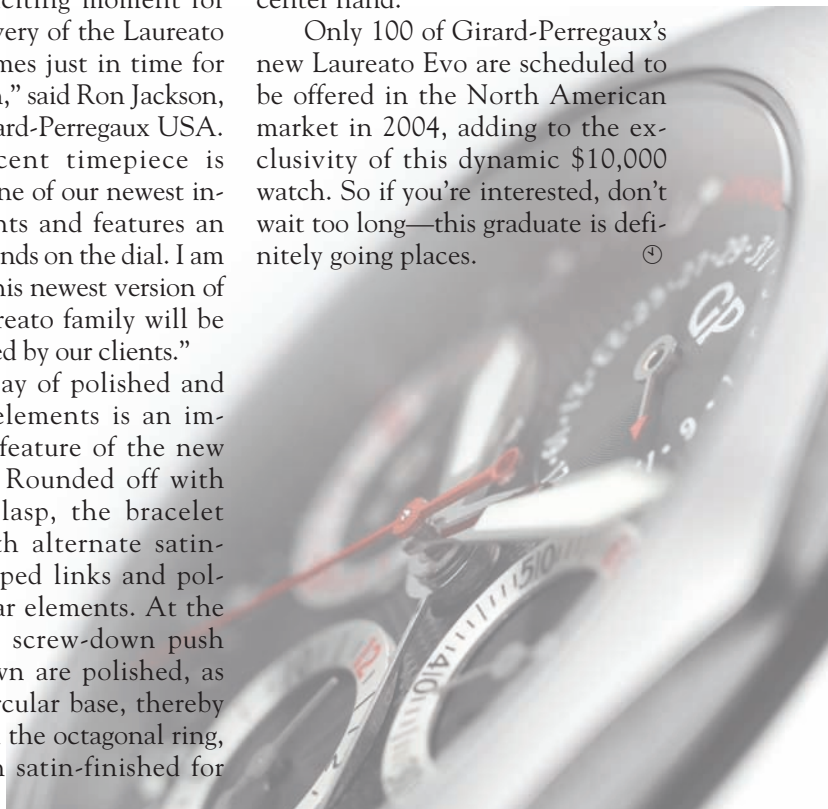 citing moment for
very of the Laureato
mes just in time for
," said Ron Jackson,
ard-Perregaux USA.
cent timepiece is
ne of our newest in-
nts and features an
nds on the dial. I am
his newest version of
reato family will be
ed by our clients."
ay of polished and
elements is an im-
feature of the new
Rounded off with
lasp, the bracelet
th alternate satin-
ped links and pol-
ar elements. At the
screw-down push
wn are polished, as
rcular base, thereby
the octagonal ring,
satin-finished for
center hand.
Only 100 of Girard-Perregaux's
new Laureato Evo are scheduled to
be offered in the North American
market in 2004, adding to the ex-
clusivity of this dynamic $10,000
watch. So if you're interested, don't
wait too long—this graduate is defi-
nitely going places.
GP
31
510
410
12